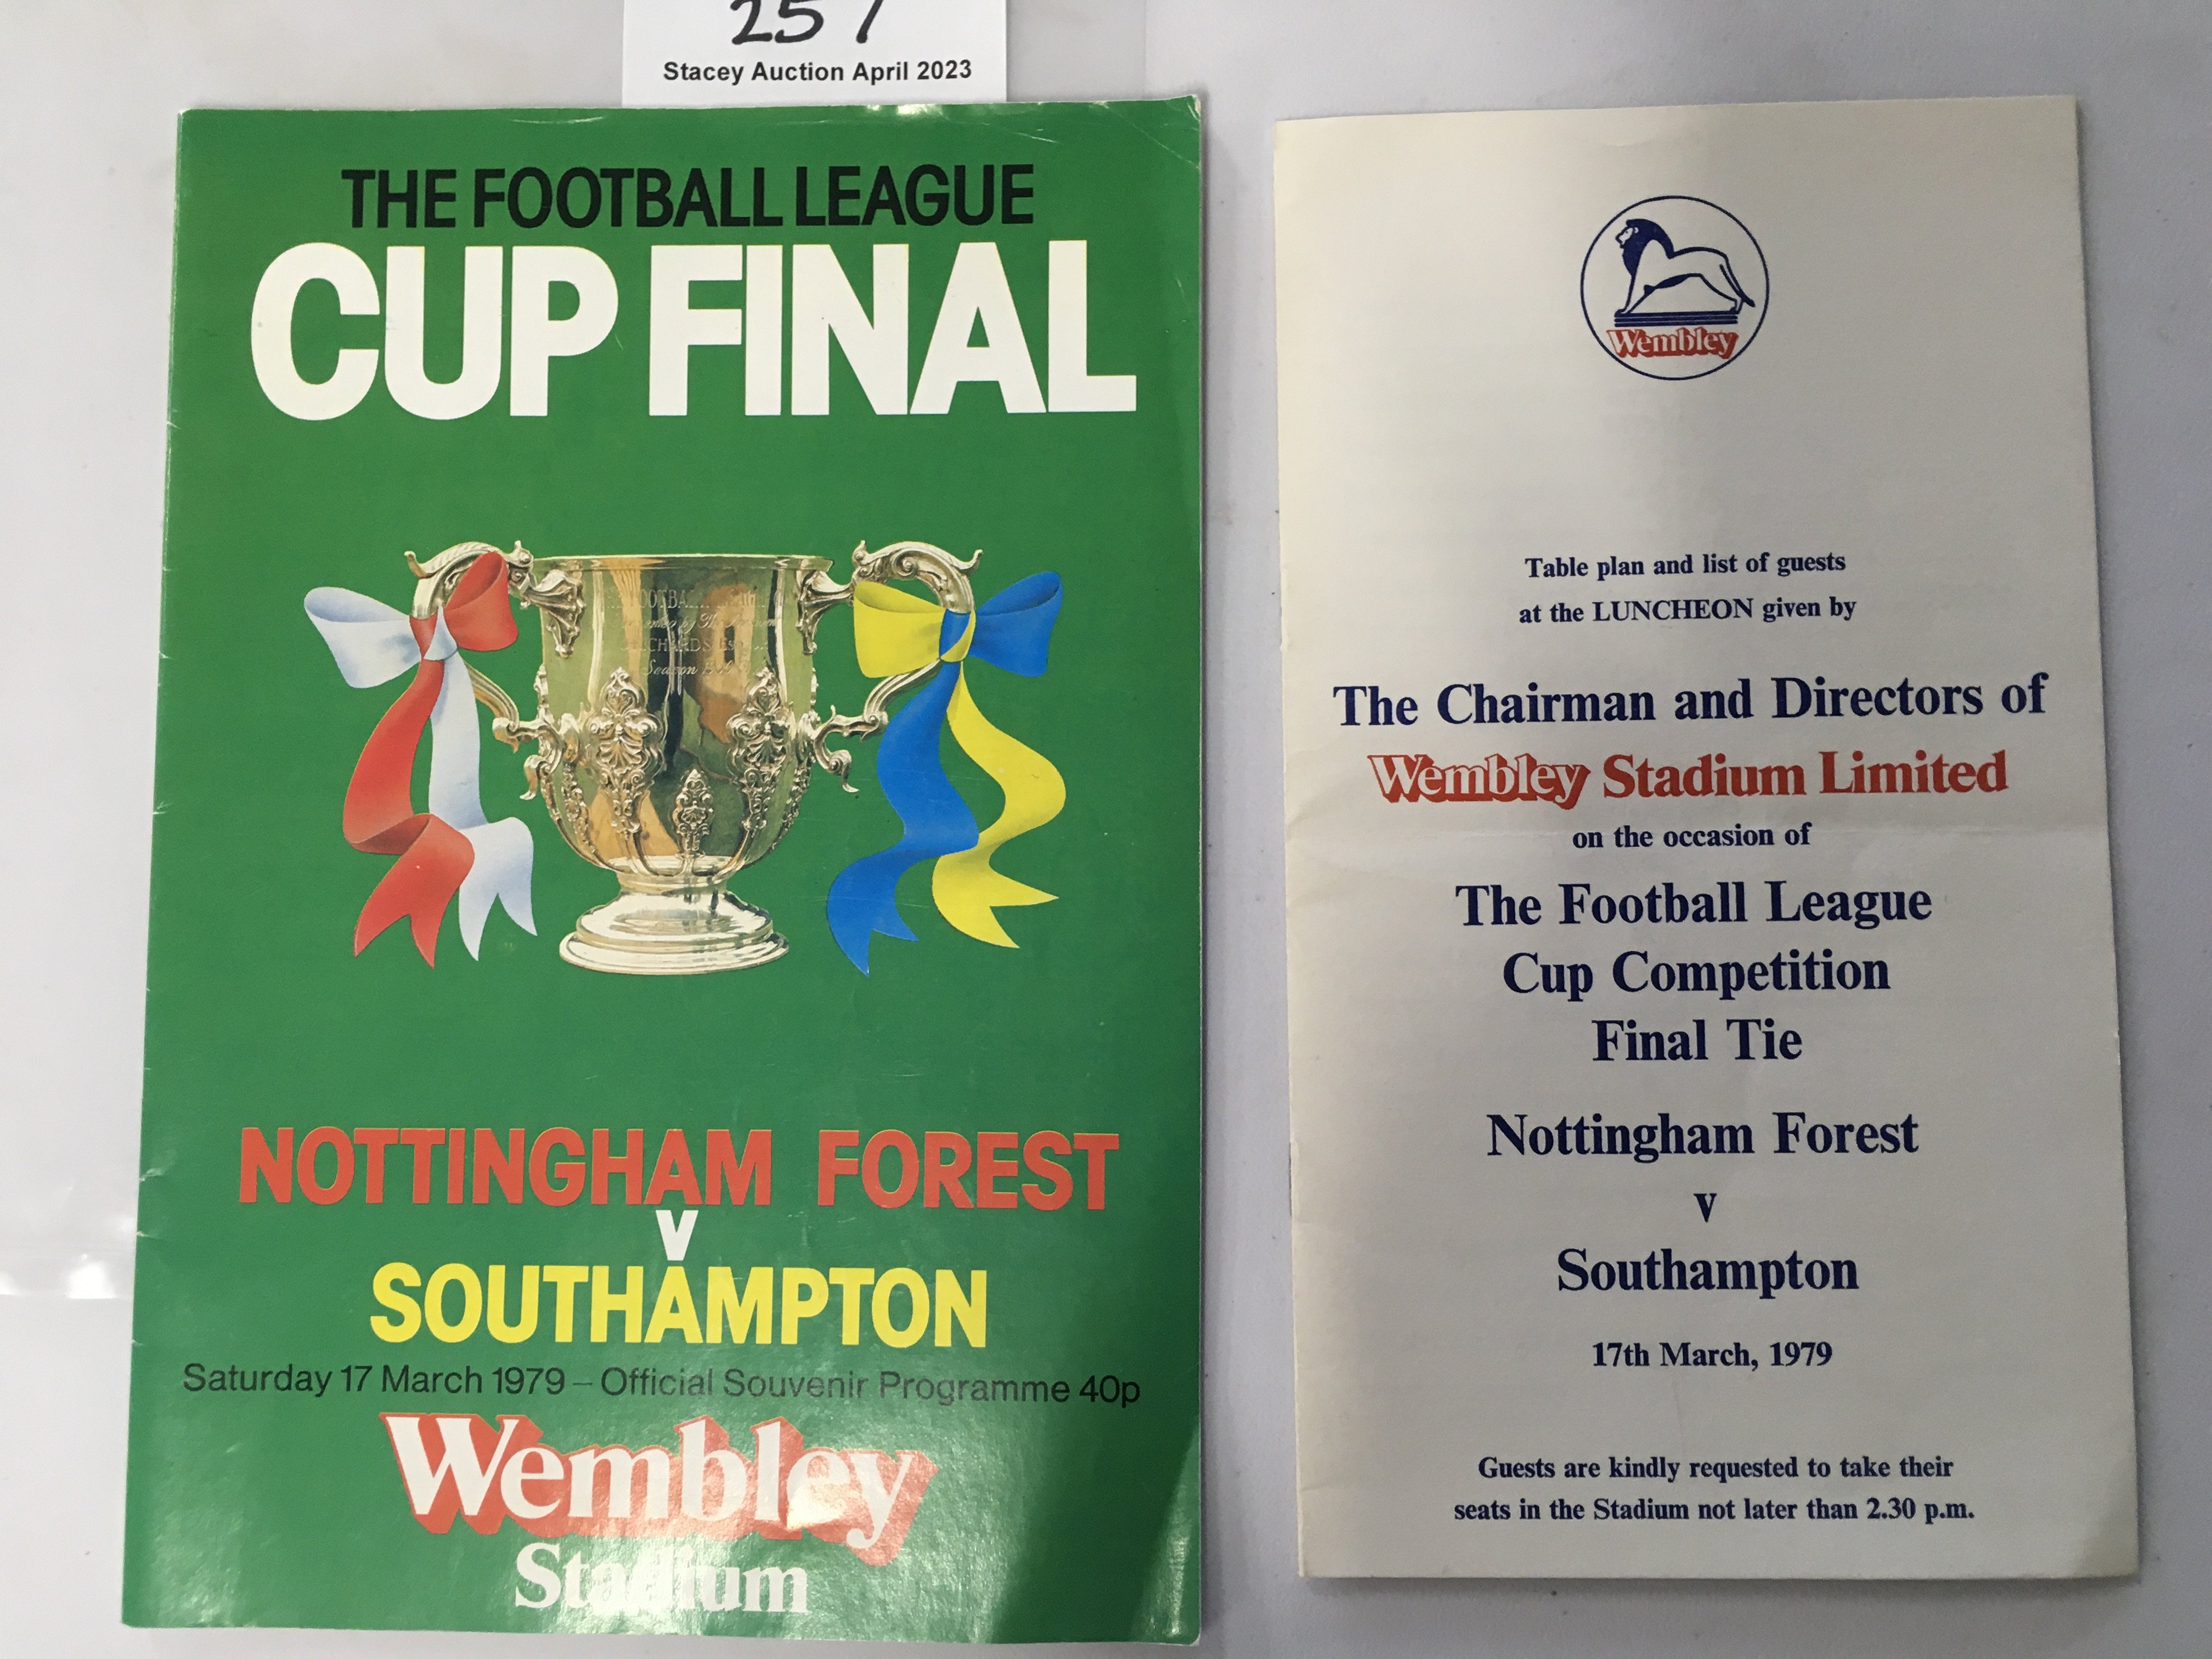 Stacey Auction April 2023
THE FOOTBALL LEAGUE
CUP FINAL
Season
NOTTINGHAM FOREST
V
SOUTHAMPTON
Saturday 17 March 1979 – Official Souvenir Programme 40p
Wembley
Stadium
Wembley
Table plan and list of guests
at the LUNCHEON given by
The Chairman and Directors of
Wembley Stadium Limited
on the occasion of
The Football League
Cup Competition
Final Tie
Nottingham Forest
v
Southampton
17th March, 1979
Guests are kindly requested to take their
seats in the Stadium not later than 2.30 p.m.